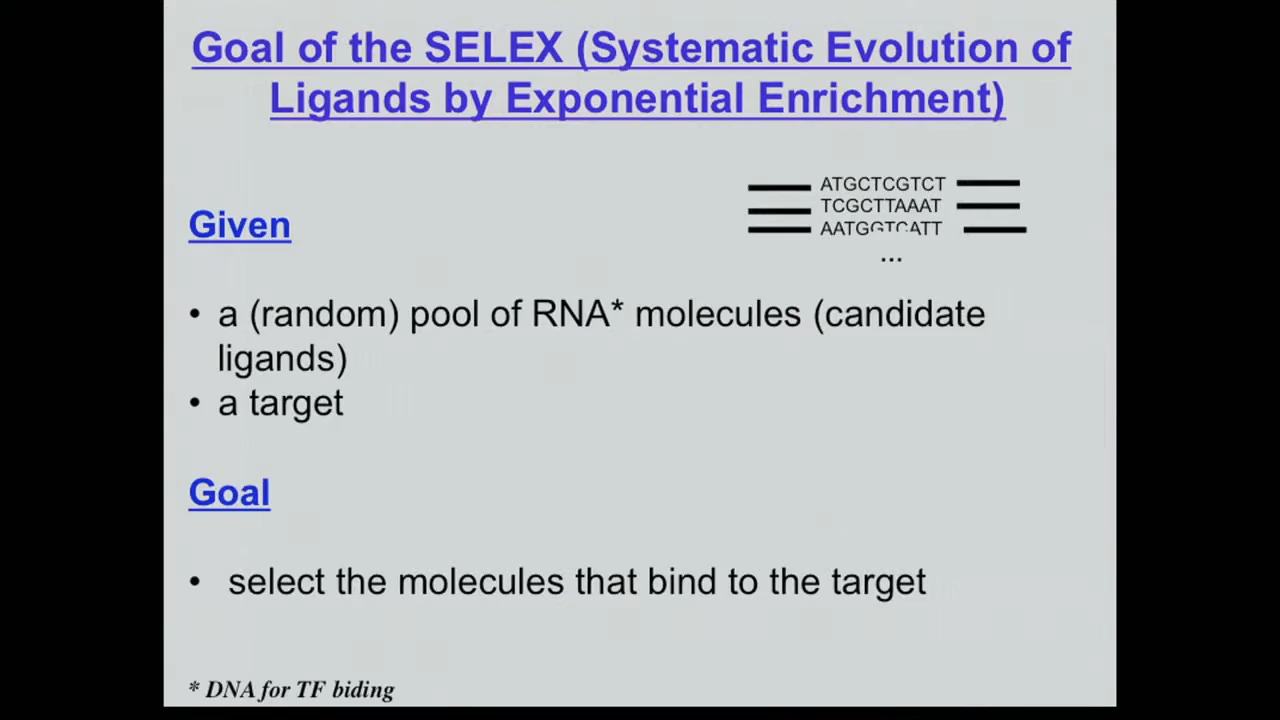 Goal of the SELEX (Systematic Evolution of
Ligands by Exponential Enrichment)
ATGCTCGTCT
TCGCTTAAAT
AATGGTCATT
...
Given
• a (random) pool of RNA* molecules (candidate
ligands)
• a target
Goal
• select the molecules that bind to the target
* DNA for TF biding